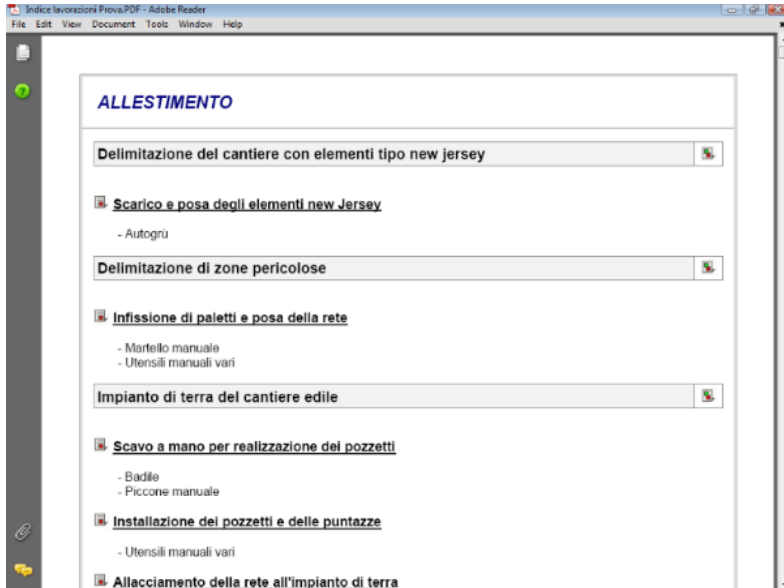 Indice lavorazioni Prova.PDF - Adobe Reader
File Edit View Document Tools Window Help
ALLESTIMENTO
Delimitazione del cantiere con elementi tipo new jersey
Scarico e posa degli elementi new Jersey
- Autogrù
Delimitazione di zone pericolose
Infissione di paletti e posa della rete
- Martello manuale
- Utensili manuali vari
Impianto di terra del cantiere edile
Scavo a mano per realizzazione dei pozzetti
- Badile
- Piccone manuale
Installazione dei pozzetti e delle puntazze
- Utensili manuali vari
Allacciamento della rete all'impianto di terra